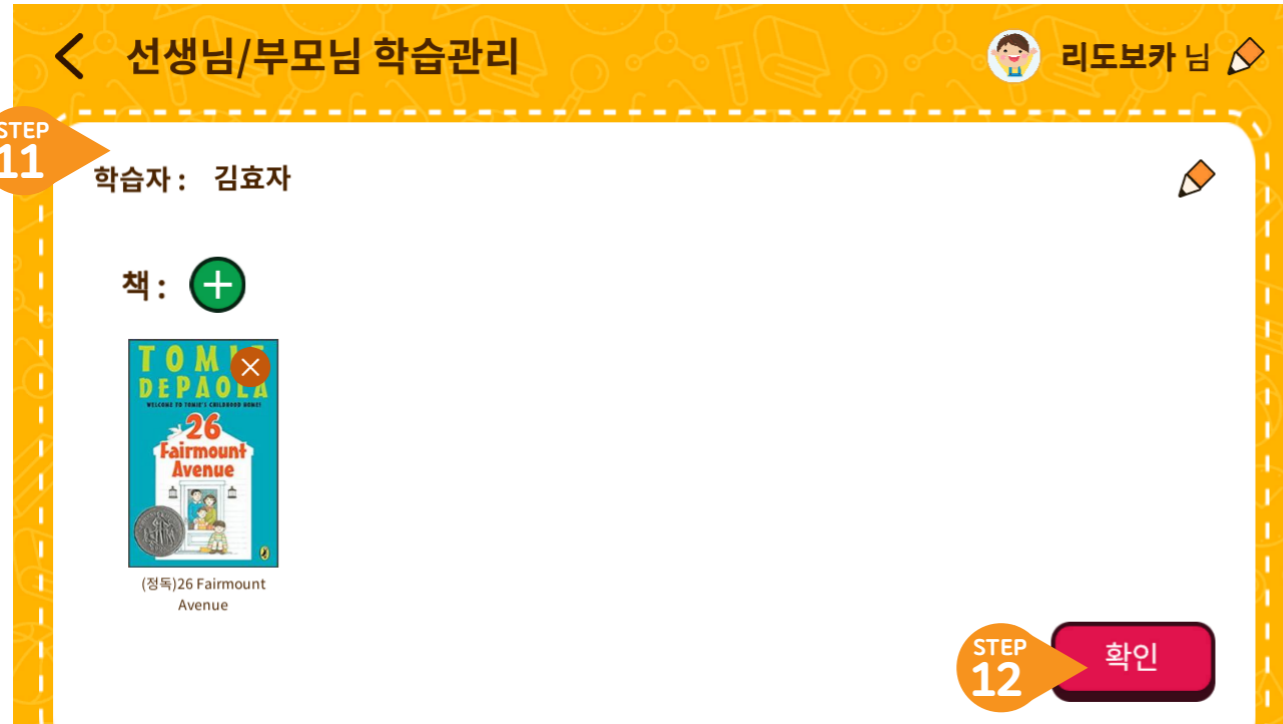 선생님/부모님 학습관리
리도보카 님
STEP
11
학습자 : 김효자
책 :
TOMIE
DEPAOLA
WELCOME TO TOMIE'S CHILDHOOD HOME!
26
Fairmount
Avenue
(정독)26 Fairmount
Avenue
STEP
12
확인